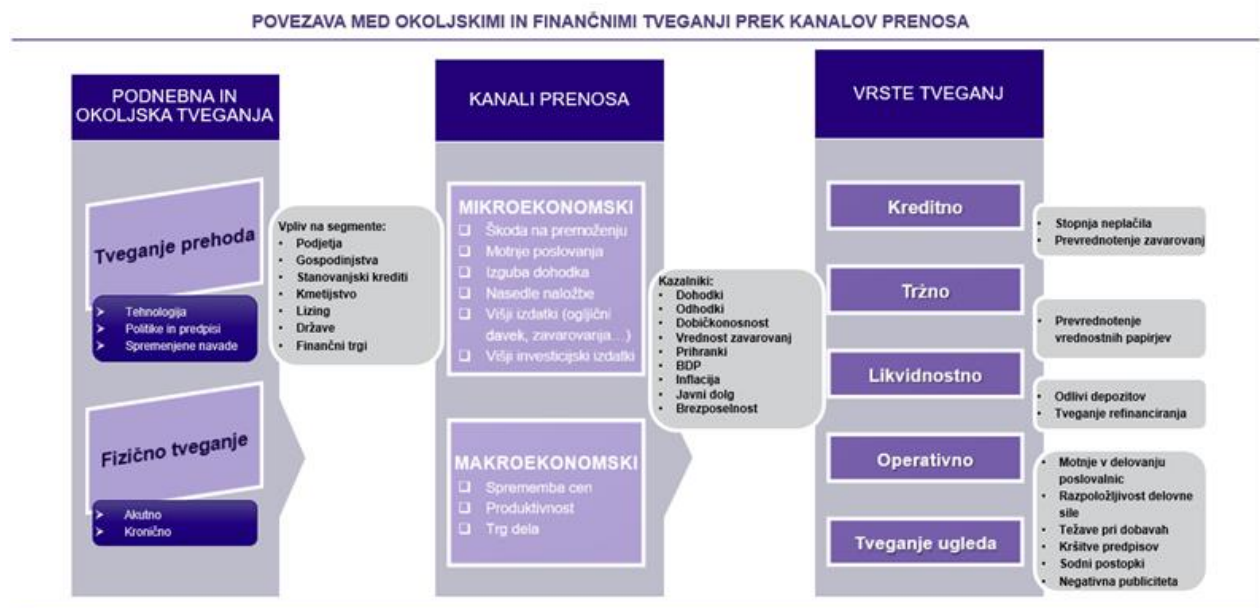 POVEZAVA MED OKOLJSKIMI IN FINANČNIMI TVEGANJI PREK KANALOV PRENOSA
PODNEBNA IN
OKOLJSKA TVEGANJA
Tveganje prehoda
Tehnologija
Politike in predpisi
Spremenjene navade
Fizično tveganje
Akutno
Kronično
Vpliv na segmente:
Podjetja
Gospodinjstva
Stanovanjski krediti
Kmetijstvo
Lizing
Države
Finančni trgi
KANALI PRENOSA
MIKROEKONOMSKI
Škoda na premoženju
Motnje poslovanja
Izguba dohodka
Nasedle naložbe
Višji izdatki (ogljični
davek, zavarovanja…)
Višji investicijski izdatki
MAKROEKONOMSKI
Sprememba cen
Produktivnost
Trg dela
Kazalniki:
Dohodki
Odhodki
Dobičkonosnost
Vrednost zavarovanj
Prihranki
BDP
Inflacija
Javni dolg
Brezposelnost
VRSTE TVEGANJ
Kreditno
Stopnja neplačila
Prevrednotenje zavarovanj
Tržno
Prevrednotenje
vrednostnih papirjev
Likvidnostno
Odlivi depozitov
Tveganje refinanciranja
Operativno
Tveganje ugleda
Motnje v delovanju
poslovalnic
Razpoložljivost delovne
sile
Težave pri dobavah
Kršitve predpisov
Sodni postopki
Negativna publiciteta